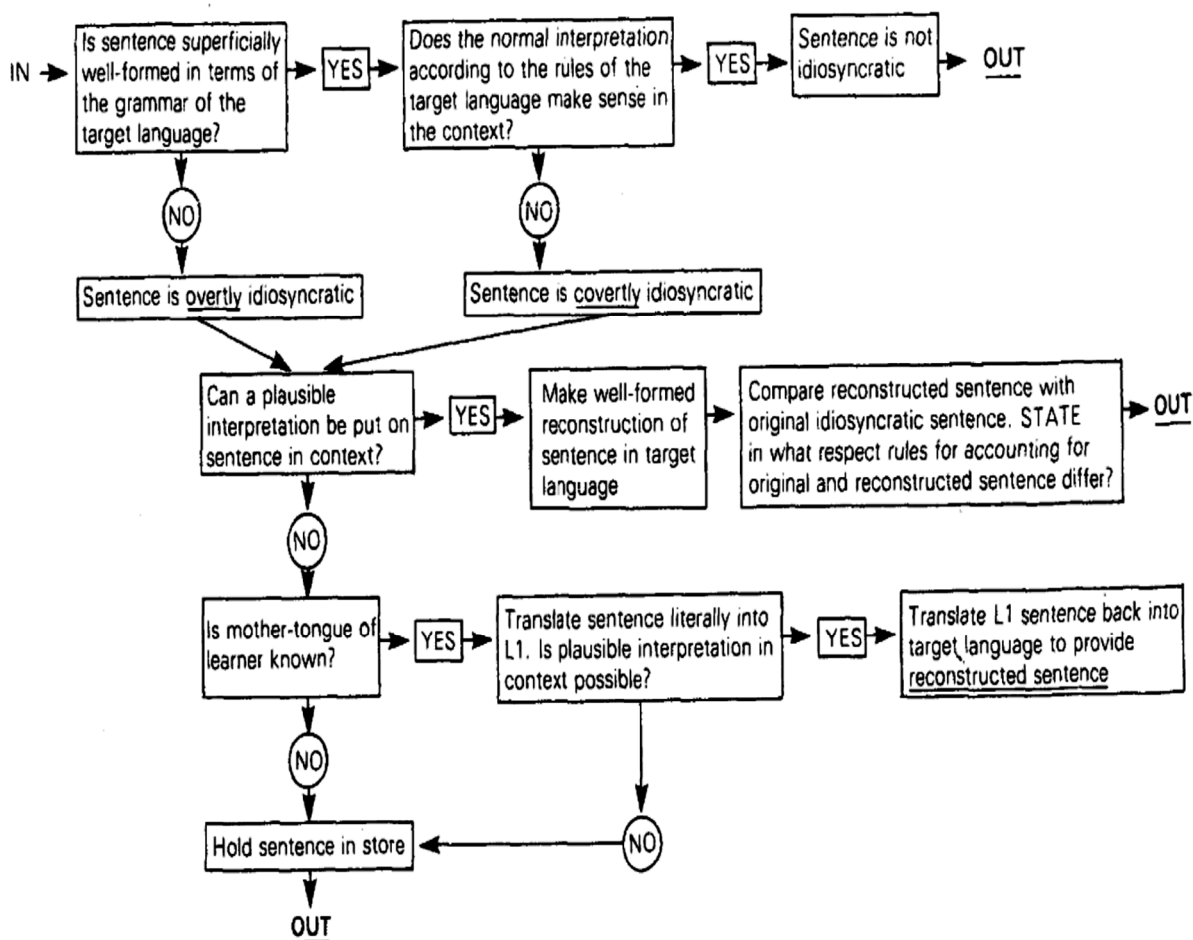 IN
Is sentence superficially
well-formed in terms of
the grammar of the
target language?
YES
Does the normal interpretation
according to the rules of the
target language make sense in
the context?
YES
Sentence is not
idiosyncratic
OUT
NO
NO
Sentence is overtly idiosyncratic
Sentence is covertly idiosyncratic
Can a plausible
interpretation be put on
sentence in context?
YES
Make well-formed
reconstruction of
sentence in target
language
Compare reconstructed sentence with
original idiosyncratic sentence. STATE
in what respect rules for accounting for
original and reconstructed sentence differ?
OUT
NO
Is mother-tongue of
learner known?
YES
Translate sentence literally into
L1. Is plausible interpretation in
context possible?
YES
Translate L1 sentence back into
target language to provide
reconstructed sentence
NO
NO
Hold sentence in store
OUT